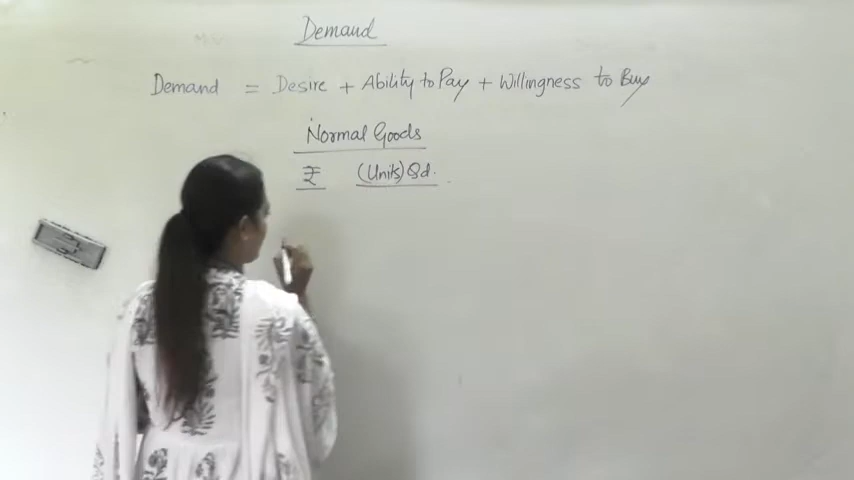 Demand
Demand = Desire + Ability to Pay + Willingness to Buy
Normal Goods
₹ (Units) Qd.